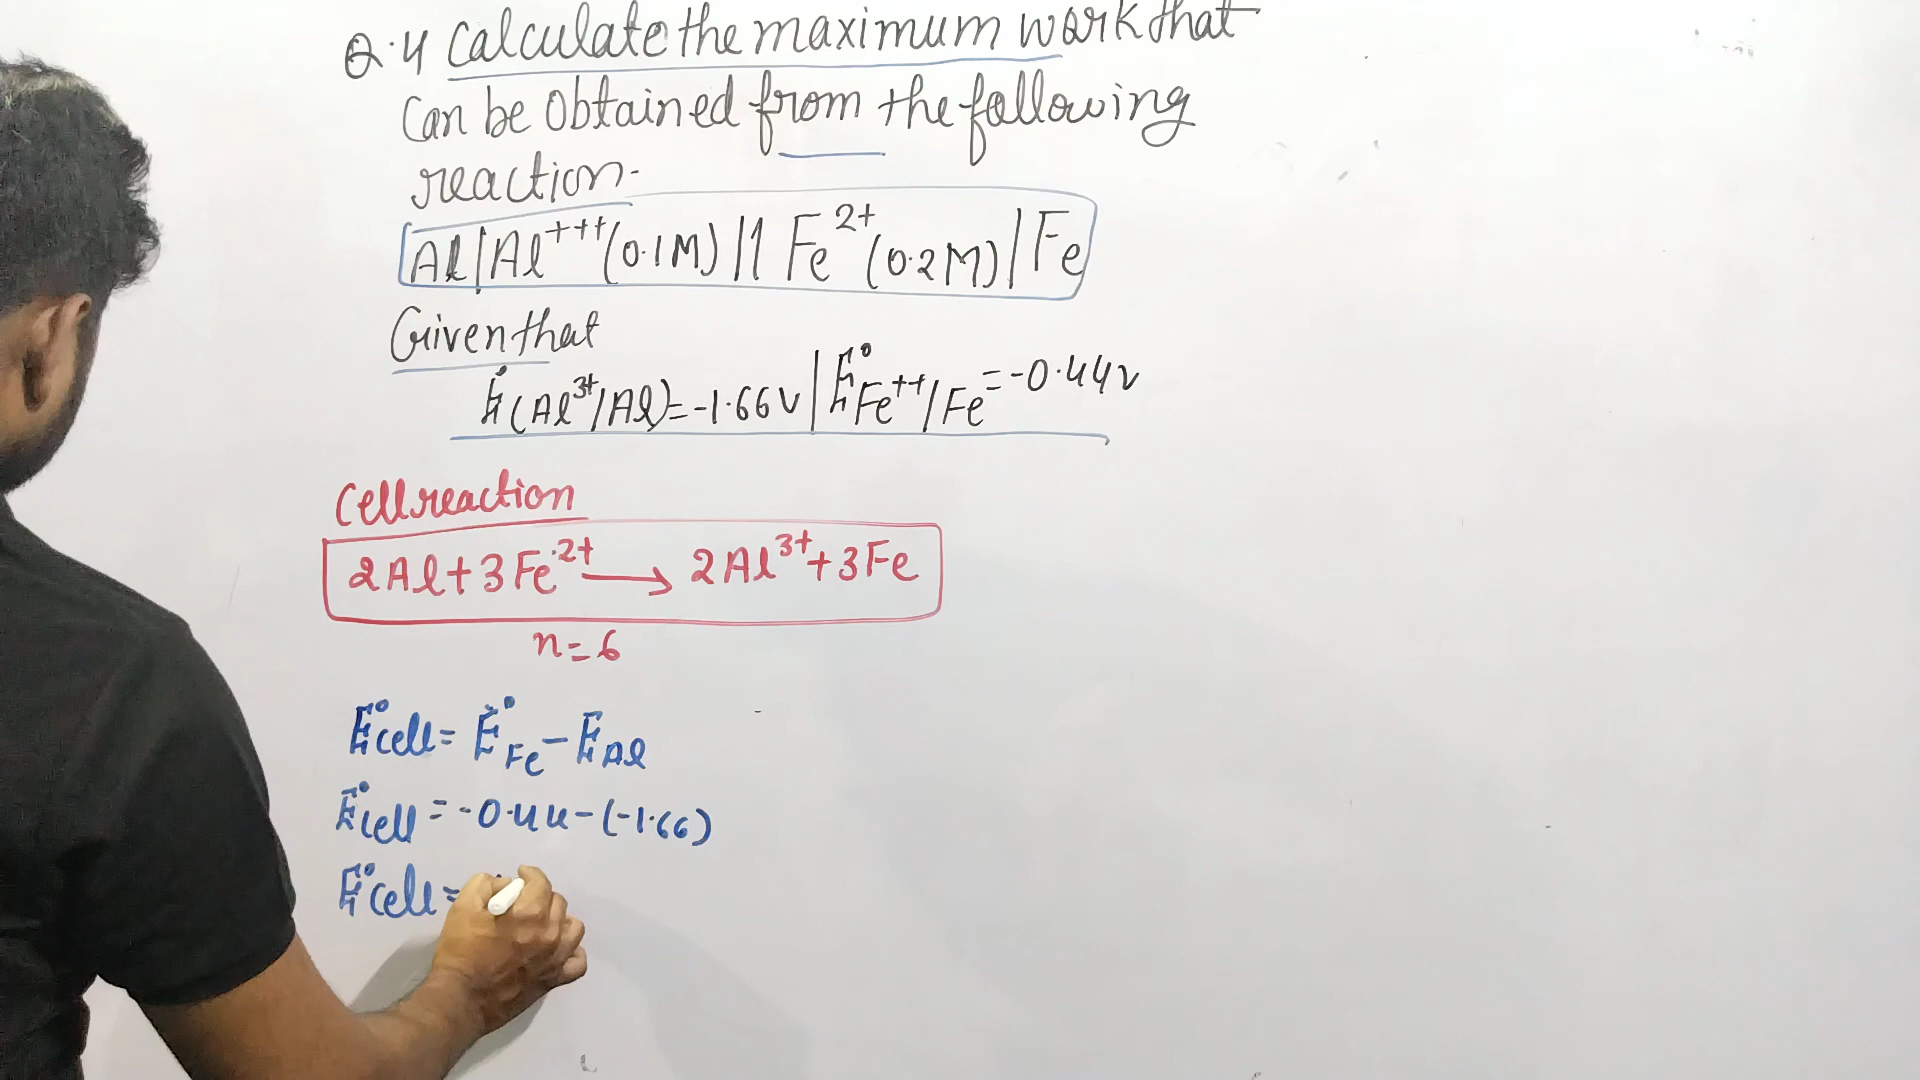 Q.4 Calculate the maximum work that
Can be Obtained from the following
reaction-
Al|Al+++(0.1M)||Fe2+(0.2M)|Fe
Given that
E°(Al3+/Al)=-1.66V|E°Fe++/Fe=-0.44V
Cell reaction
2Al+3Fe2+→2Al3++3Fe
n=6
E°cell=E°Fe-EAl
E°cell=-0.44-(-1.66)
E°cell=